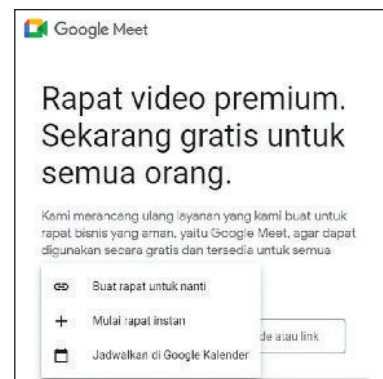 Google Meet
Rapat video premium.
Sekarang gratis untuk
semua orang.
Kami merancang ulang layanan yang kami buat untuk
rapat bisnis yang aman, yaitu Google Meet, agar dapat
digunakan secara gratis dan tersedia untuk semua
Buat rapat untuk nanti
Mulai rapat instan
de atau link
Jadwalkan di Google Kalender